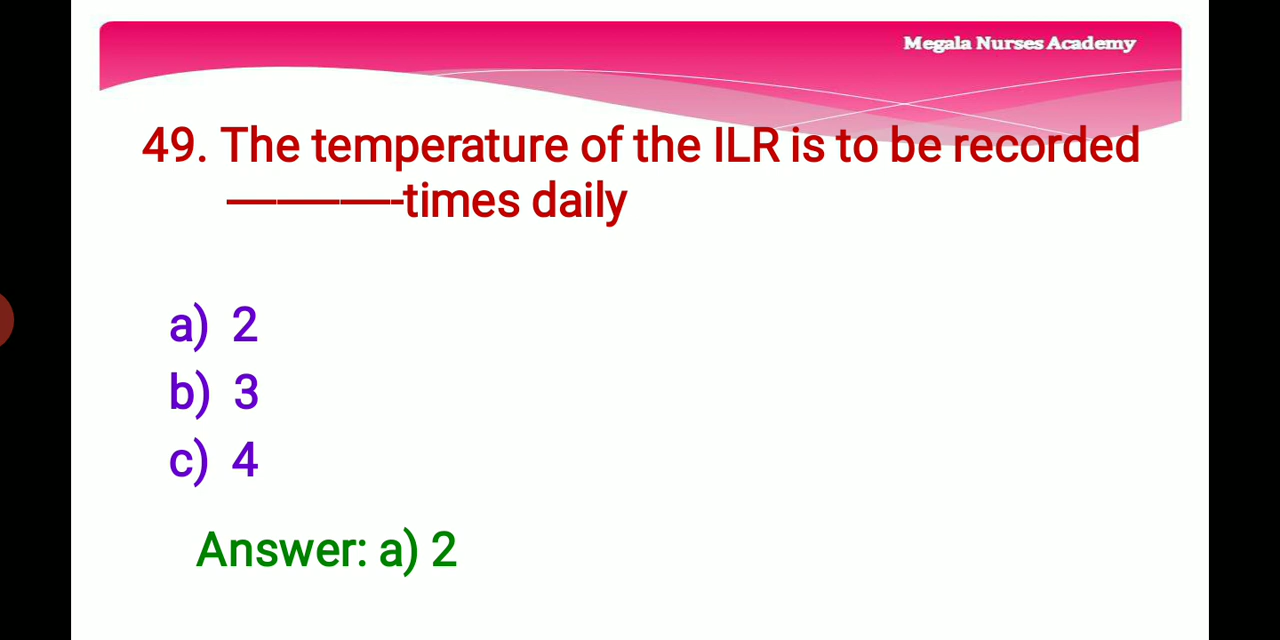 Megala Nurses Academy
49. The temperature of the ILR is to be recorded
————-times daily
a) 2
b) 3
c) 4
Answer: a) 2